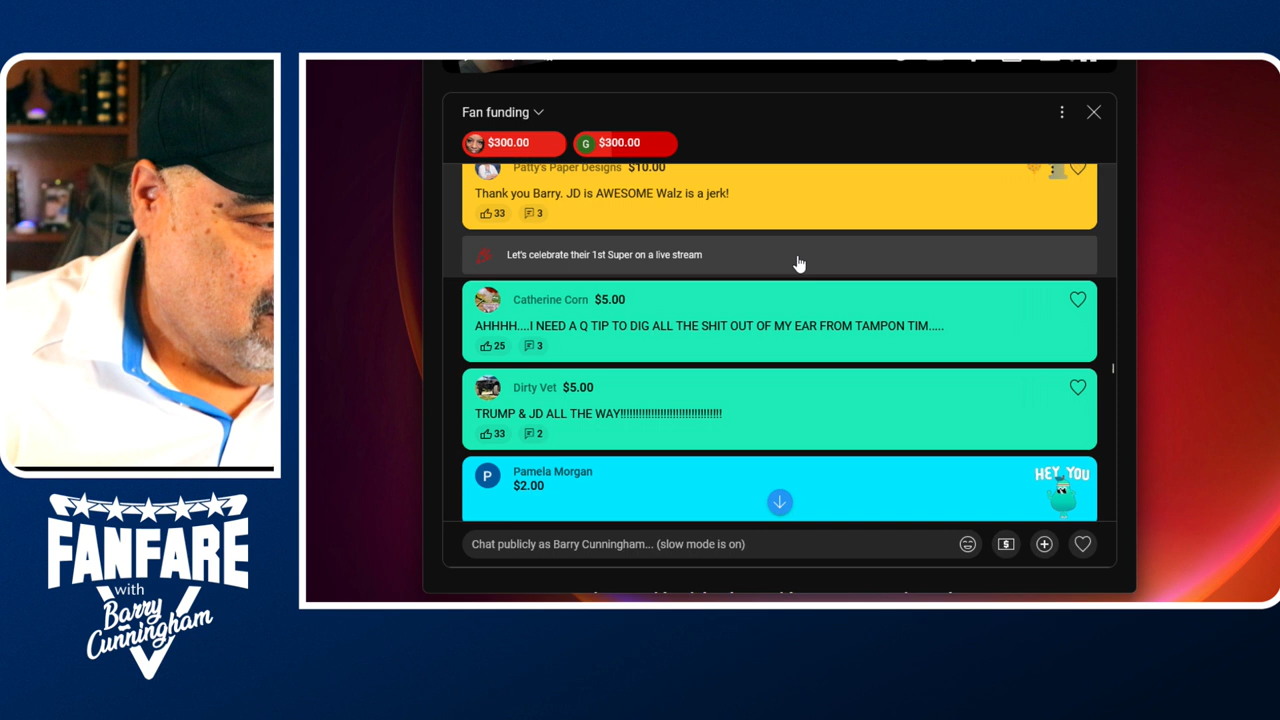 Fan funding
$300.00
G $300.00
Patty's Paper Designs $10.00
Thank you Barry. JD is AWESOME Walz is a jerk!
33 3
Let's celebrate their 1st Super on a live stream
Catherine Corn $5.00
AHHHH....I NEED A Q TIP TO DIG ALL THE SHIT OUT OF MY EAR FROM TAMPON TIM.....
25 3
Dirty Vet $5.00
TRUMP & JD ALL THE WAY!!!!!!!!!!!!!!!!!!!!!!!!!!!!!!!!!
33 2
P Pamela Morgan
$2.00
HEY YOU
Chat publicly as Barry Cunningham... (slow mode is on)
FANFARE
with
Barry
Cunningham